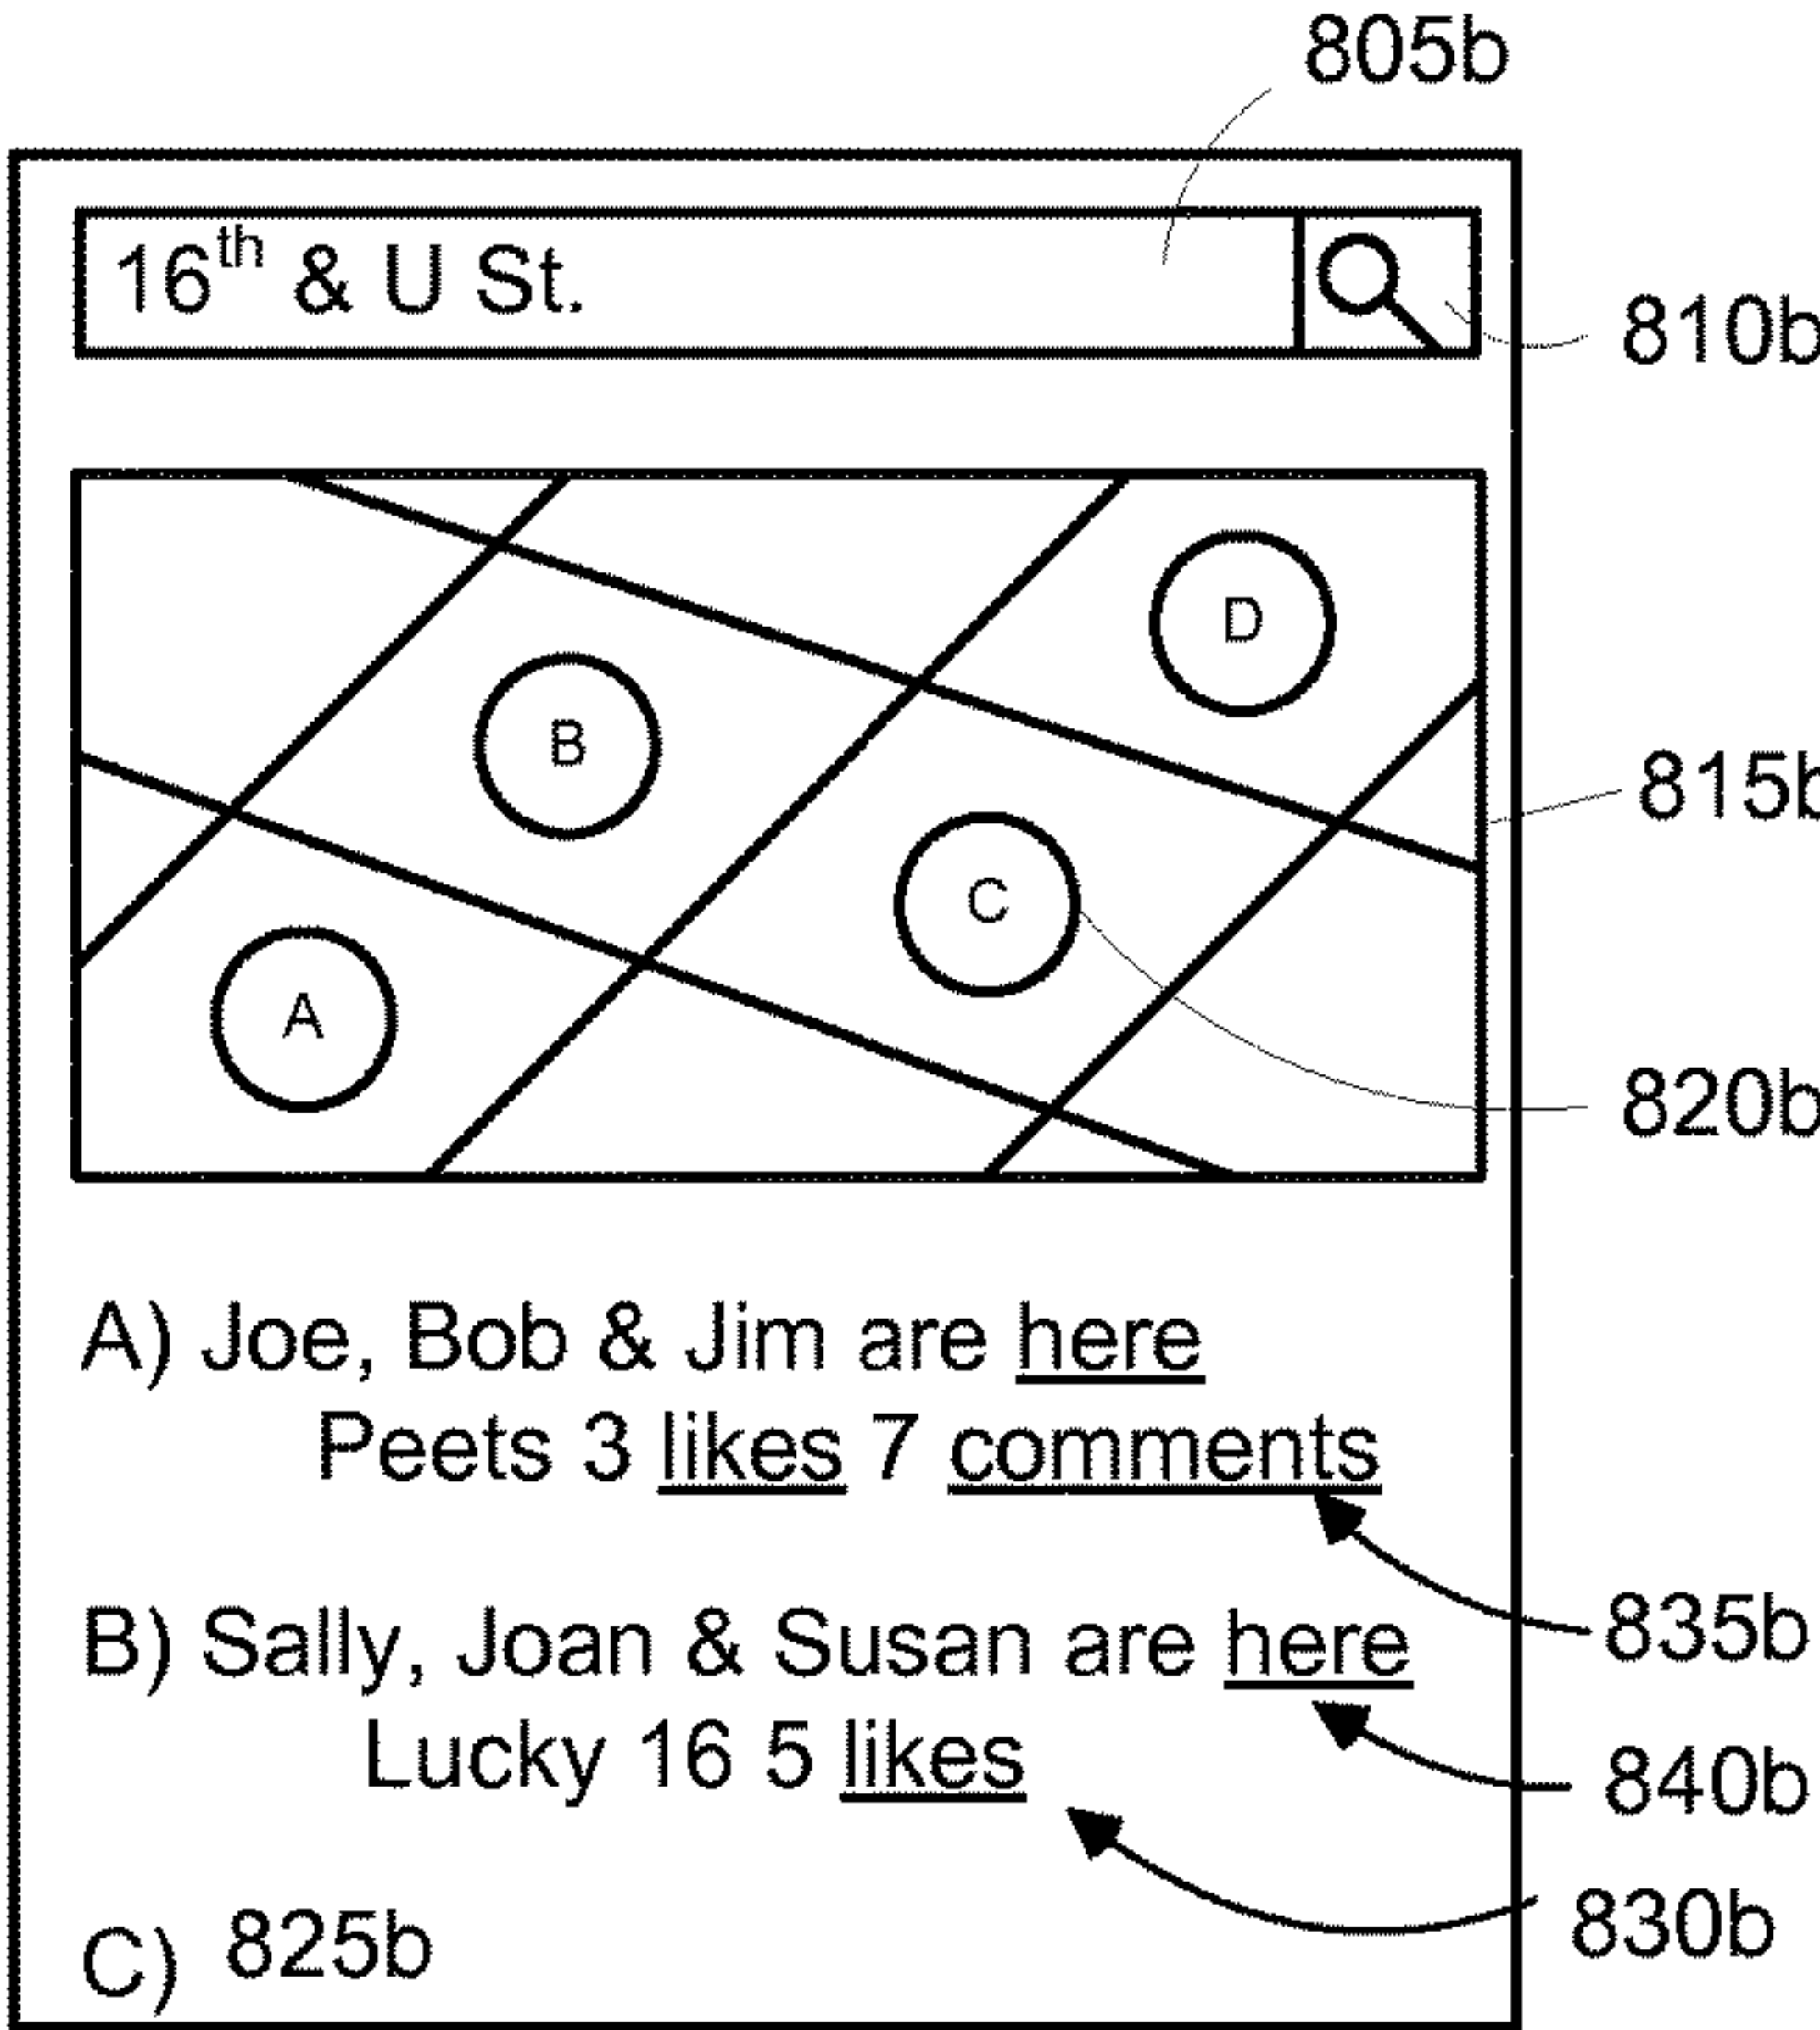 805b
16th & U St.
810b
D
B
815b
C
A
820b
A) Joe, Bob & Jim are here
Peets 3 likes 7 comments
B) Sally, Joan & Susan are here
835b
Lucky 16 5 likes
840b
830b
C) 825b